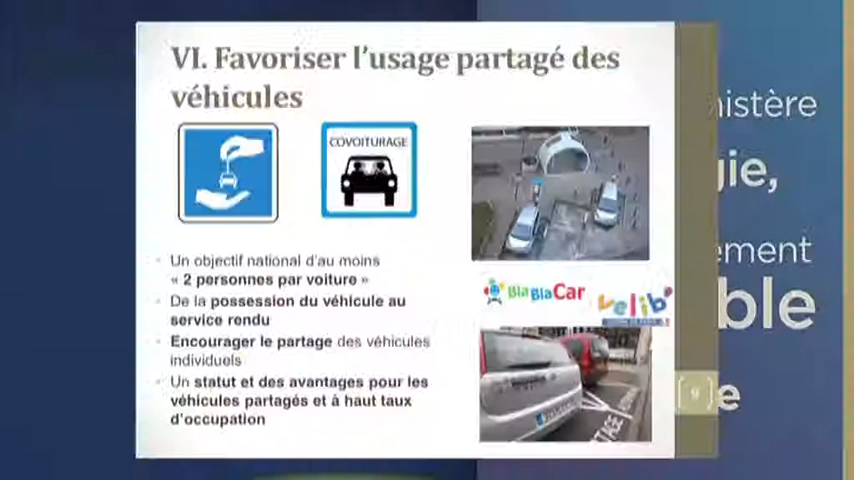 VI. Favoriser l'usage partagé des
véhicules
COVOITURAGE
Un objectif national d'au moins
« 2 personnes par voiture »
De la possession du véhicule au
service rendu
Encourager le partage des véhicules
individuels
Un statut et des avantages pour les
véhicules partagés et à haut taux
d'occupation
BlaBlaCar
velib'
nistère
gie,
ement
ble
e
9